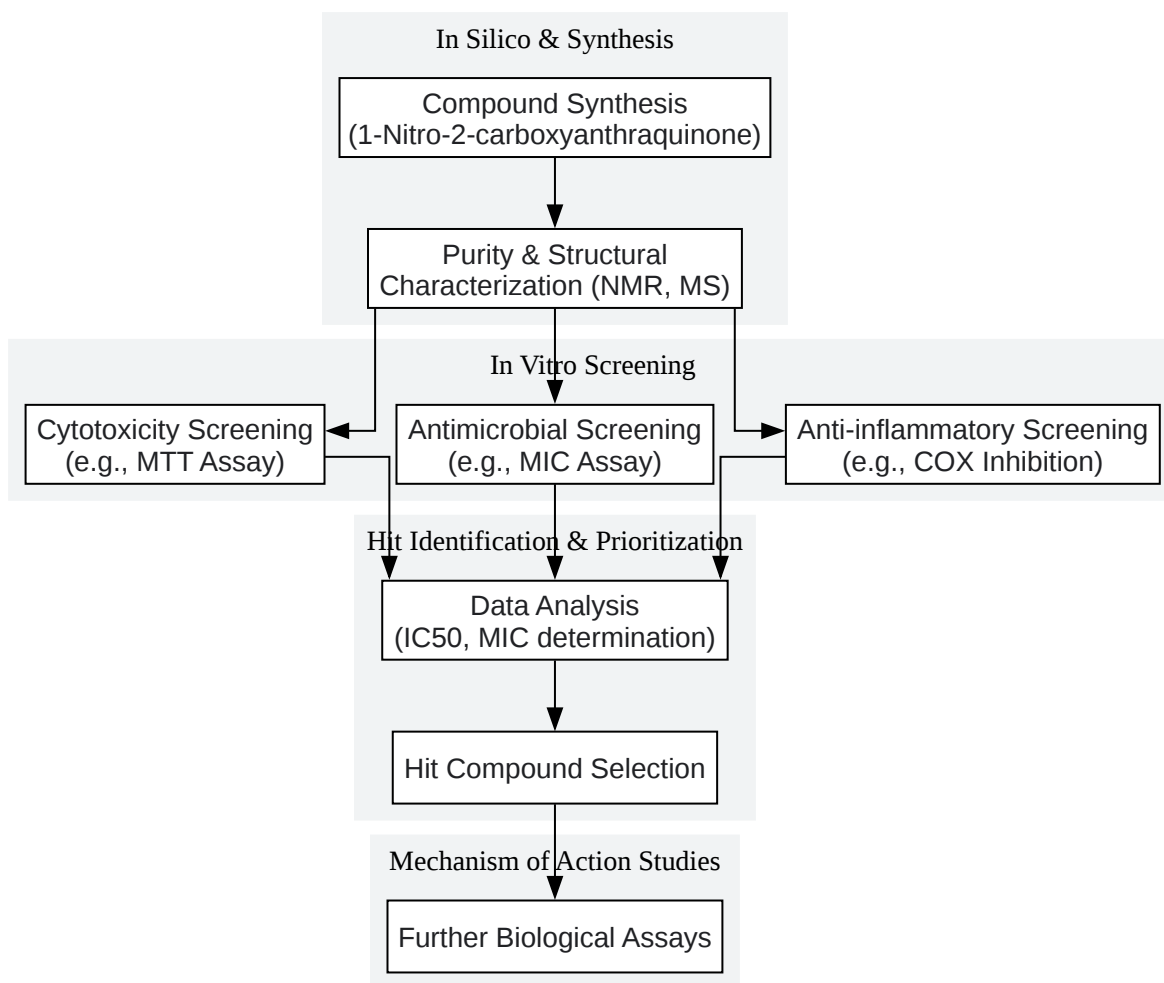 In Silico & Synthesis
Compound Synthesis
(1-Nitro-2-carboxyanthraquinone)
Purity & Structural
Characterization (NMR, MS)
In Vitro Screening
Cytotoxicity Screening
(e.g., MTT Assay)
Antimicrobial Screening
(e.g., MIC Assay)
Anti-inflammatory Screening
(e.g., COX Inhibition)
Hit Identification & Prioritization
Data Analysis
(IC50, MIC determination)
Hit Compound Selection
Mechanism of Action Studies
Further Biological Assays